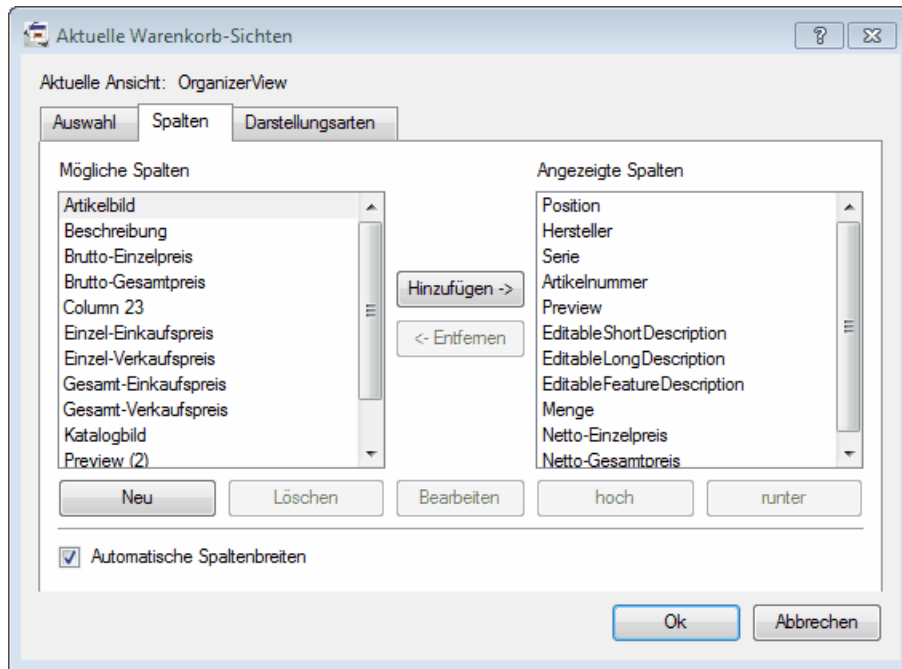 Aktuelle Warenkorb-Sichten
Aktuelle Ansicht: OrganizerView
Auswahl Spalten Darstellungsarten
Mögliche Spalten
Artikelbild
Beschreibung
Brutto-Einzelpreis
Brutto-Gesamtpreis
Column 23
Einzel-Einkaufspreis
Einzel-Verkaufspreis
Gesamt-Einkaufspreis
Gesamt-Verkaufspreis
Katalogbild
Preview (2)
Hinzufügen ->
<- Entfernen
Angezeigte Spalten
Position
Hersteller
Serie
Artikelnummer
Preview
EditableShortDescription
EditableLongDescription
EditableFeatureDescription
Menge
Netto-Einzelpreis
Netto-Gesamtpreis
Neu Löschen Bearbeiten hoch runter
Automatische Spaltenbreiten
Ok Abbrechen